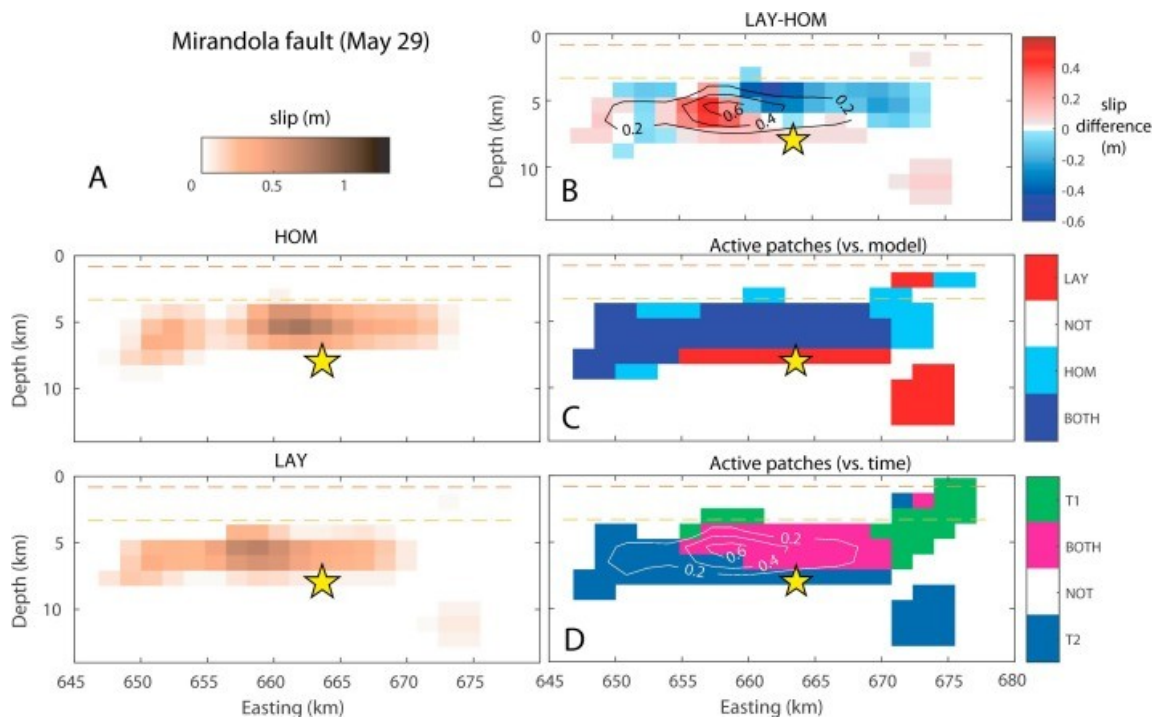 Mirandola fault (May 29)
slip (m)
0
0.5
1
A
LAY-HOM
0
5
10
Depth (km)
0.2
0.6
0.4
0.2
B
0.4
0.2
0
-0.2
-0.4
-0.6
slip
difference
(m)
HOM
0
5
10
Depth (km)
Active patches (vs. model)
C
LAY
NOT
HOM
BOTH
LAY
0
5
10
Depth (km)
645
650
655
660
665
670
675
Easting (km)
Active patches (vs. time)
0.2
0.6
0.4
0.2
D
T1
BOTH
NOT
T2
645
650
655
660
665
670
675
680
Easting (km)